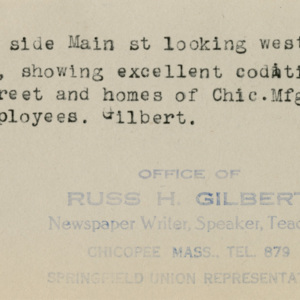 side Main st looking west
, showing excellent coditi
reet and homes of Chic.Mfg
ployees. Gilbert.
OFFICE OF
RUSS H. GILBERT
Newspaper Writer, Speaker, Teac
CHICOPEE MASS., TEL. 879
SPRINGFIELD UNION REPRESENTA